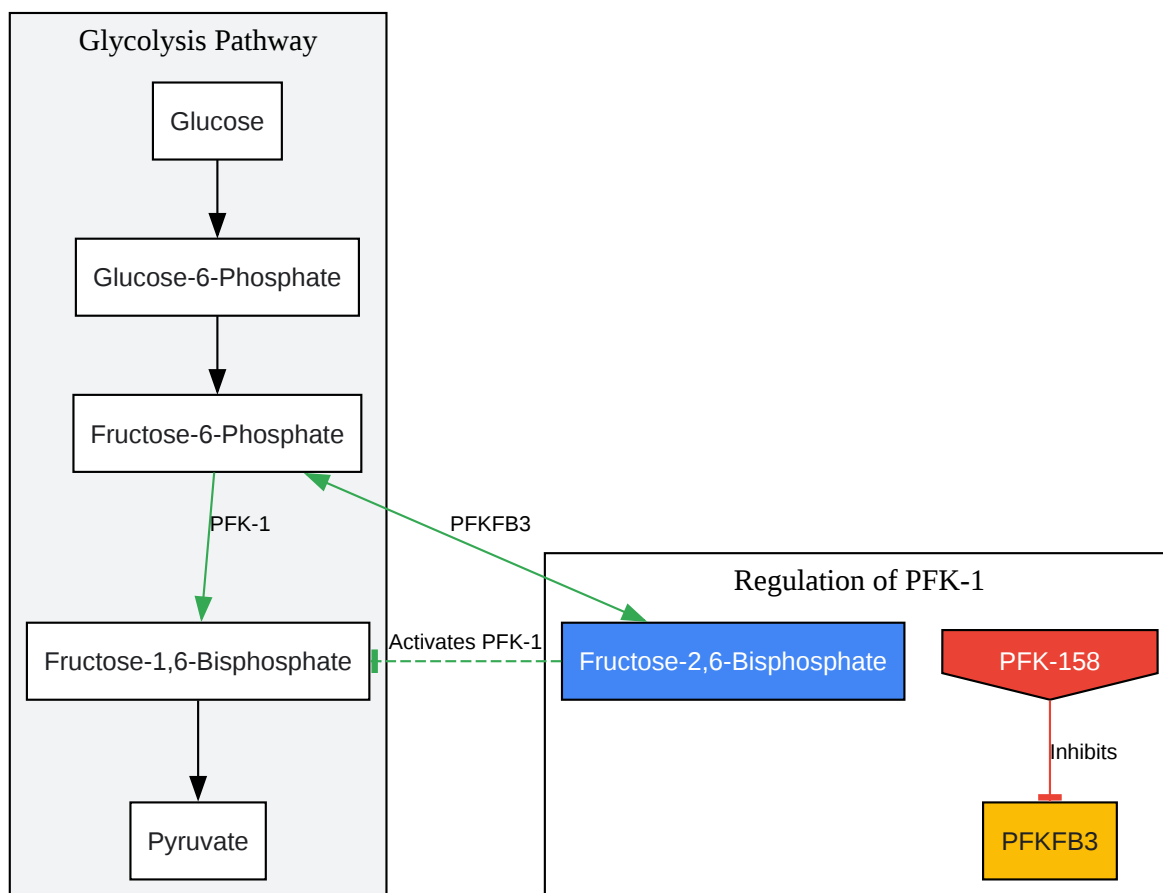 Glycolysis Pathway
Glucose
Glucose-6-Phosphate
Fructose-6-Phosphate
PFK-1
PFKFB3
Regulation of PFK-1
Fructose-1,6-Bisphosphate
Activates PFK-1
Fructose-2,6-Bisphosphate
PFK-158
Inhibits
Pyruvate
PFKFB3